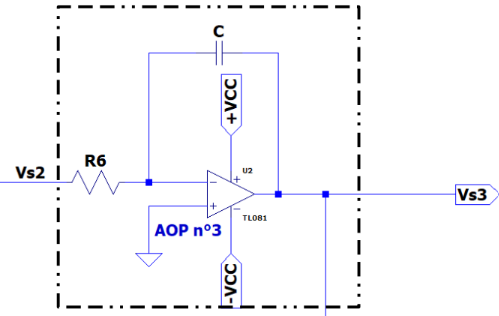 C
+VCC
Vs2
R6
U2
−
+
+
−
TL081
AOP n°3
Vs3
-VCC